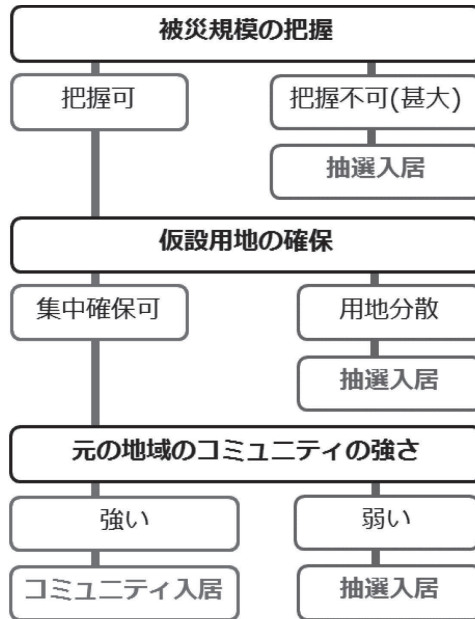 被災規模の把握
把握可
把握不可(甚大)
抽選入居
仮設用地の確保
集中確保可
用地分散
抽選入居
元の地域のコミュニティの強さ
強い
弱い
コミュニティ入居
抽選入居